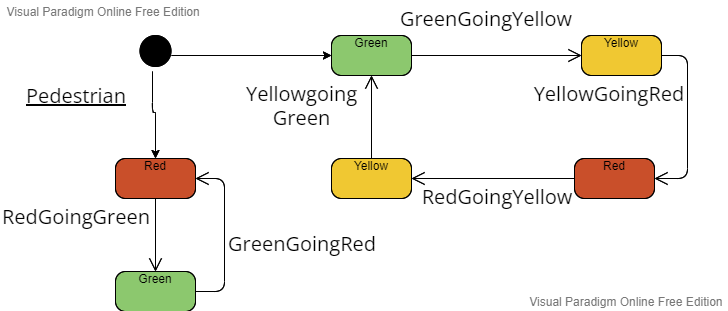 Visual Paradigm Online Free Edition
GreenGoingYellow
Green
Yellow
Pedestrian
Yellowgoing
Green
YellowGoingRed
Red
Yellow
Red
RedGoingYellow
RedGoingGreen
GreenGoingRed
Green
Visual Paradigm Online Free Edition